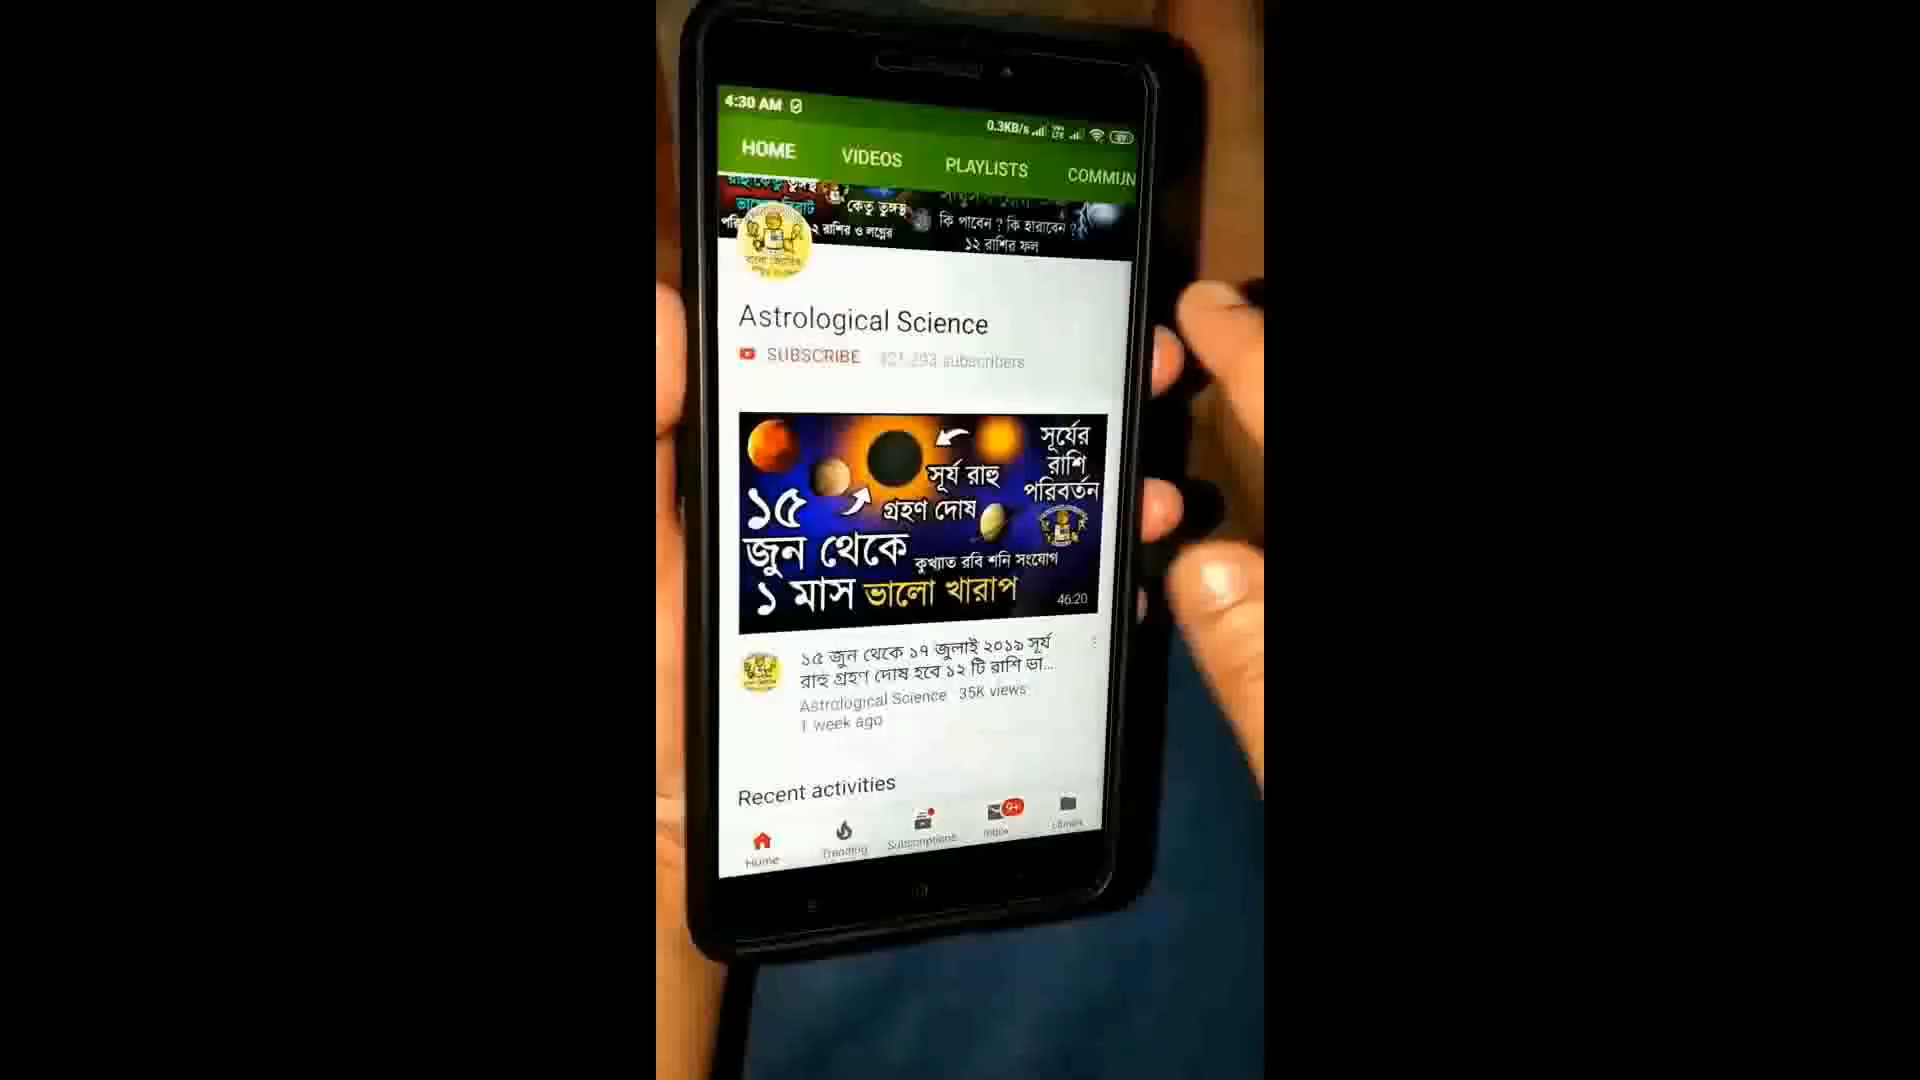 4:30 AM
0.3KB/s
HOME VIDEOS PLAYLISTS COMMUN
কেতু তুঙ্গস্থ
২ রাশির ও লগ্নের
কি পাবেন ? কি হারাবেন ?
১২ রাশির ফল
Astrological Science
SUBSCRIBE subscribers
সূর্যের
রাশি
পরিবর্তন
সূর্য রাহু
গ্রহণ দোষ
১৫
জুন থেকে
কুখ্যাত রবি শনি সংযোগ
১ মাস ভালো খারাপ
46:20
১৫ জুন থেকে ১৭ জুলাই ২০১৯ সূর্য
রাহু গ্রহণ দোষ হবে ১২ টি রাশি ভা...
Astrological Science 35K views
1 week ago
Recent activities
Home Trending Subscriptions Inbox 9+ Library